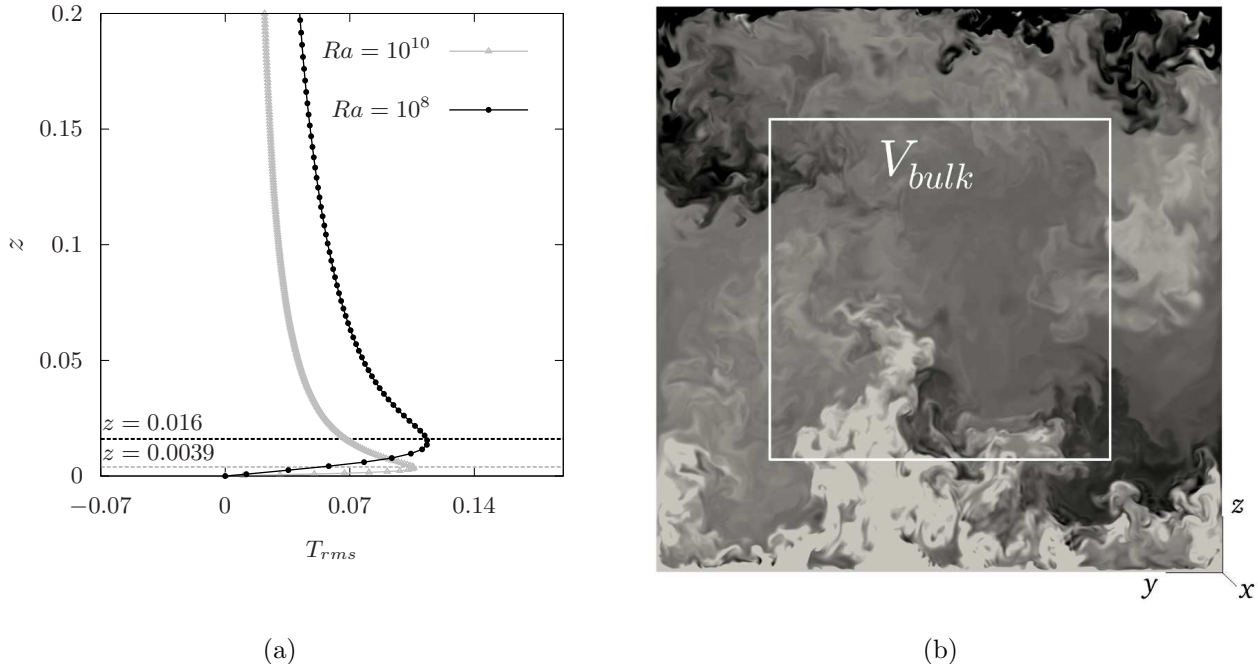 0.2
0.15
0.1
0.05
0
z
Ra = 10^10
Ra = 10^8
z = 0.016
z = 0.0039
−0.07 0 0.07 0.14
T_rms
(a)
V_bulk
z
y
x
(b)